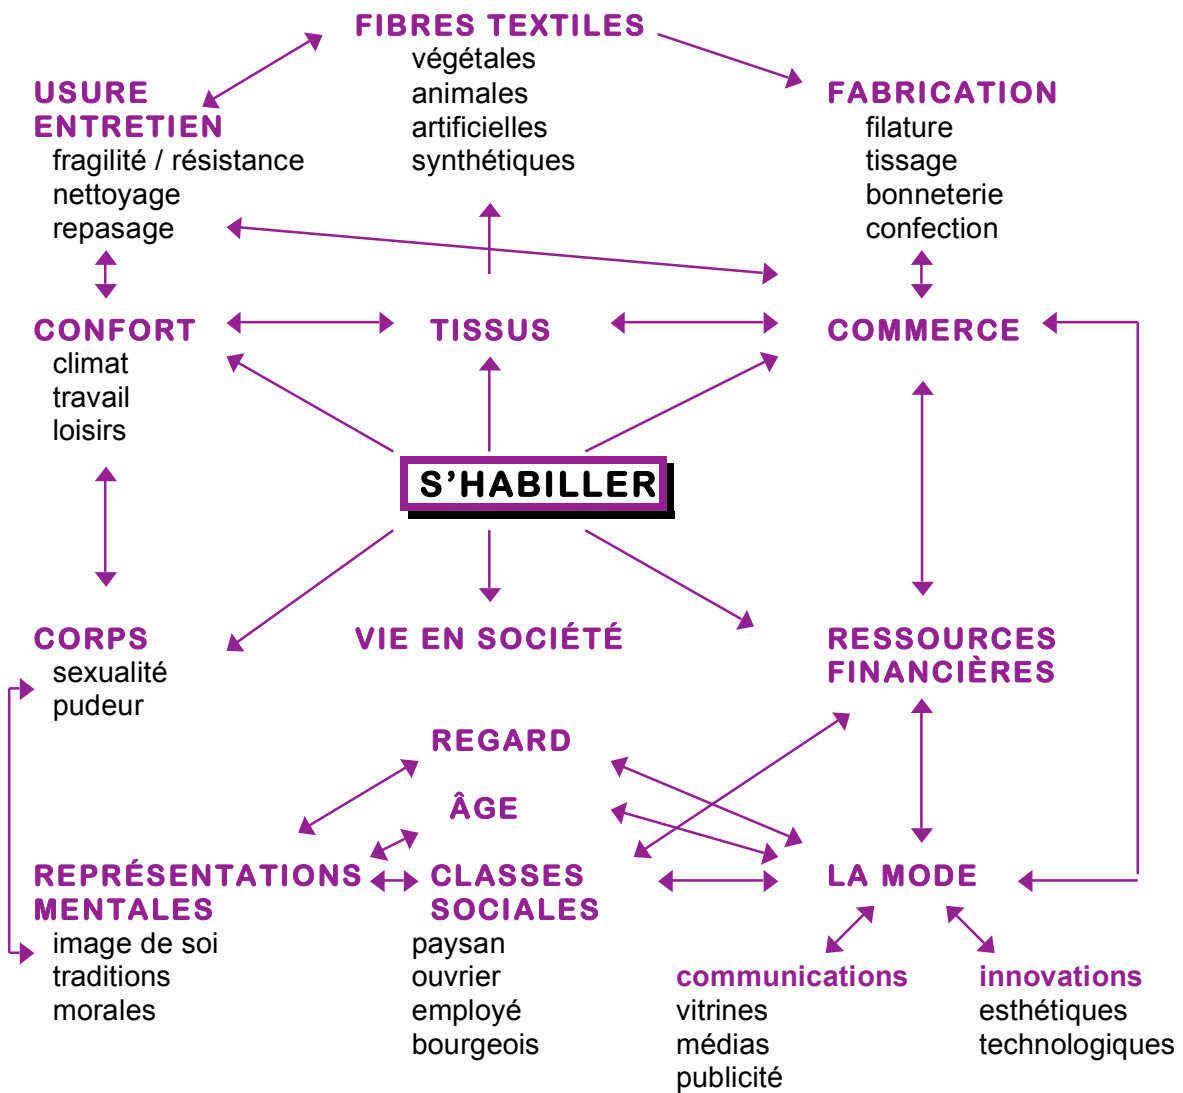 FIBRES TEXTILES
végétales
animales
artificielles
synthétiques
USURE
ENTRETIEN
fragilité / résistance
nettoyage
repasage
FABRICATION
filature
tissage
bonneterie
confection
CONFORT
climat
travail
loisirs
TISSUS
COMMERCE
S’HABILLER
CORPS
sexualité
pudeur
VIE EN SOCIÉTÉ
RESSOURCES
FINANCIÈRES
REGARD
ÂGE
REPRÉSENTATIONS
MENTALES
image de soi
traditions
morales
CLASSES
SOCIALES
paysan
ouvrier
employé
bourgeois
LA MODE
communications
vitrines
médias
publicité
innovations
esthétiques
technologiques